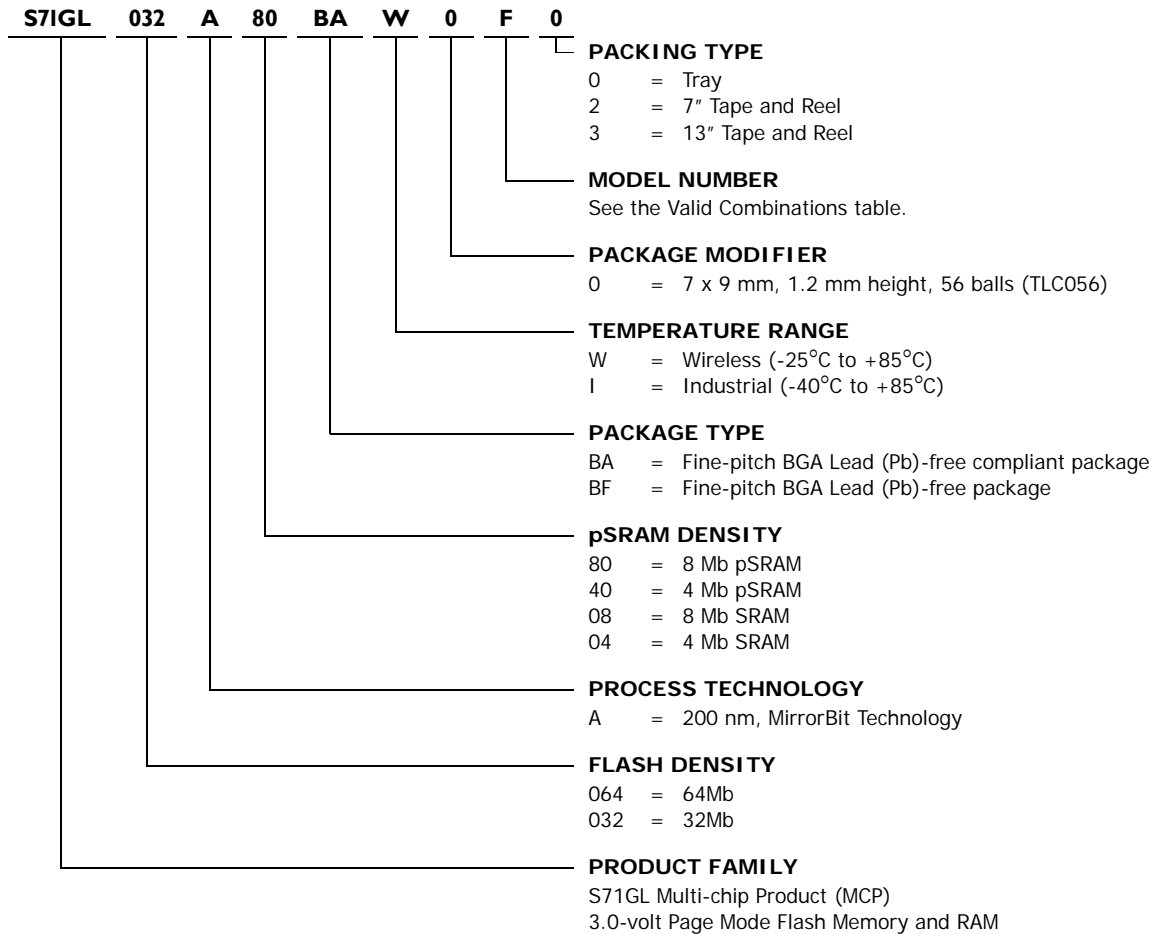 S71GL 032 A 80 BA W 0 F 0
PACKING TYPE
0 = Tray
2 = 7″ Tape and Reel
3 = 13″ Tape and Reel
MODEL NUMBER
See the Valid Combinations table.
PACKAGE MODIFIER
0 = 7 x 9 mm, 1.2 mm height, 56 balls (TLC056)
TEMPERATURE RANGE
W = Wireless (-25°C to +85°C)
I = Industrial (-40°C to +85°C)
PACKAGE TYPE
BA = Fine-pitch BGA Lead (Pb)-free compliant package
BF = Fine-pitch BGA Lead (Pb)-free package
pSRAM DENSITY
80 = 8 Mb pSRAM
40 = 4 Mb pSRAM
08 = 8 Mb SRAM
04 = 4 Mb SRAM
PROCESS TECHNOLOGY
A = 200 nm, MirrorBit Technology
FLASH DENSITY
064 = 64Mb
032 = 32Mb
PRODUCT FAMILY
S71GL Multi-chip Product (MCP)
3.0-volt Page Mode Flash Memory and RAM